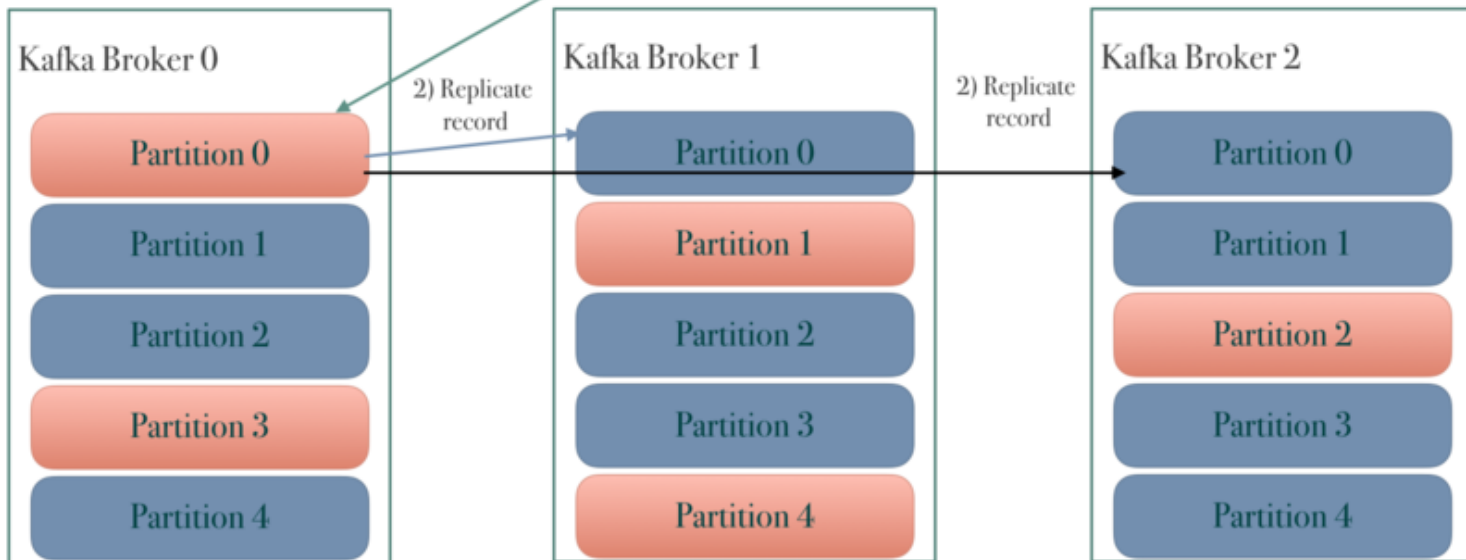 Kafka Broker 0
Partition 0
Partition 1
Partition 2
Partition 3
Partition 4
2) Replicate
record
Kafka Broker 1
Partition 0
Partition 1
Partition 2
Partition 3
Partition 4
2) Replicate
record
Kafka Broker 2
Partition 0
Partition 1
Partition 2
Partition 3
Partition 4